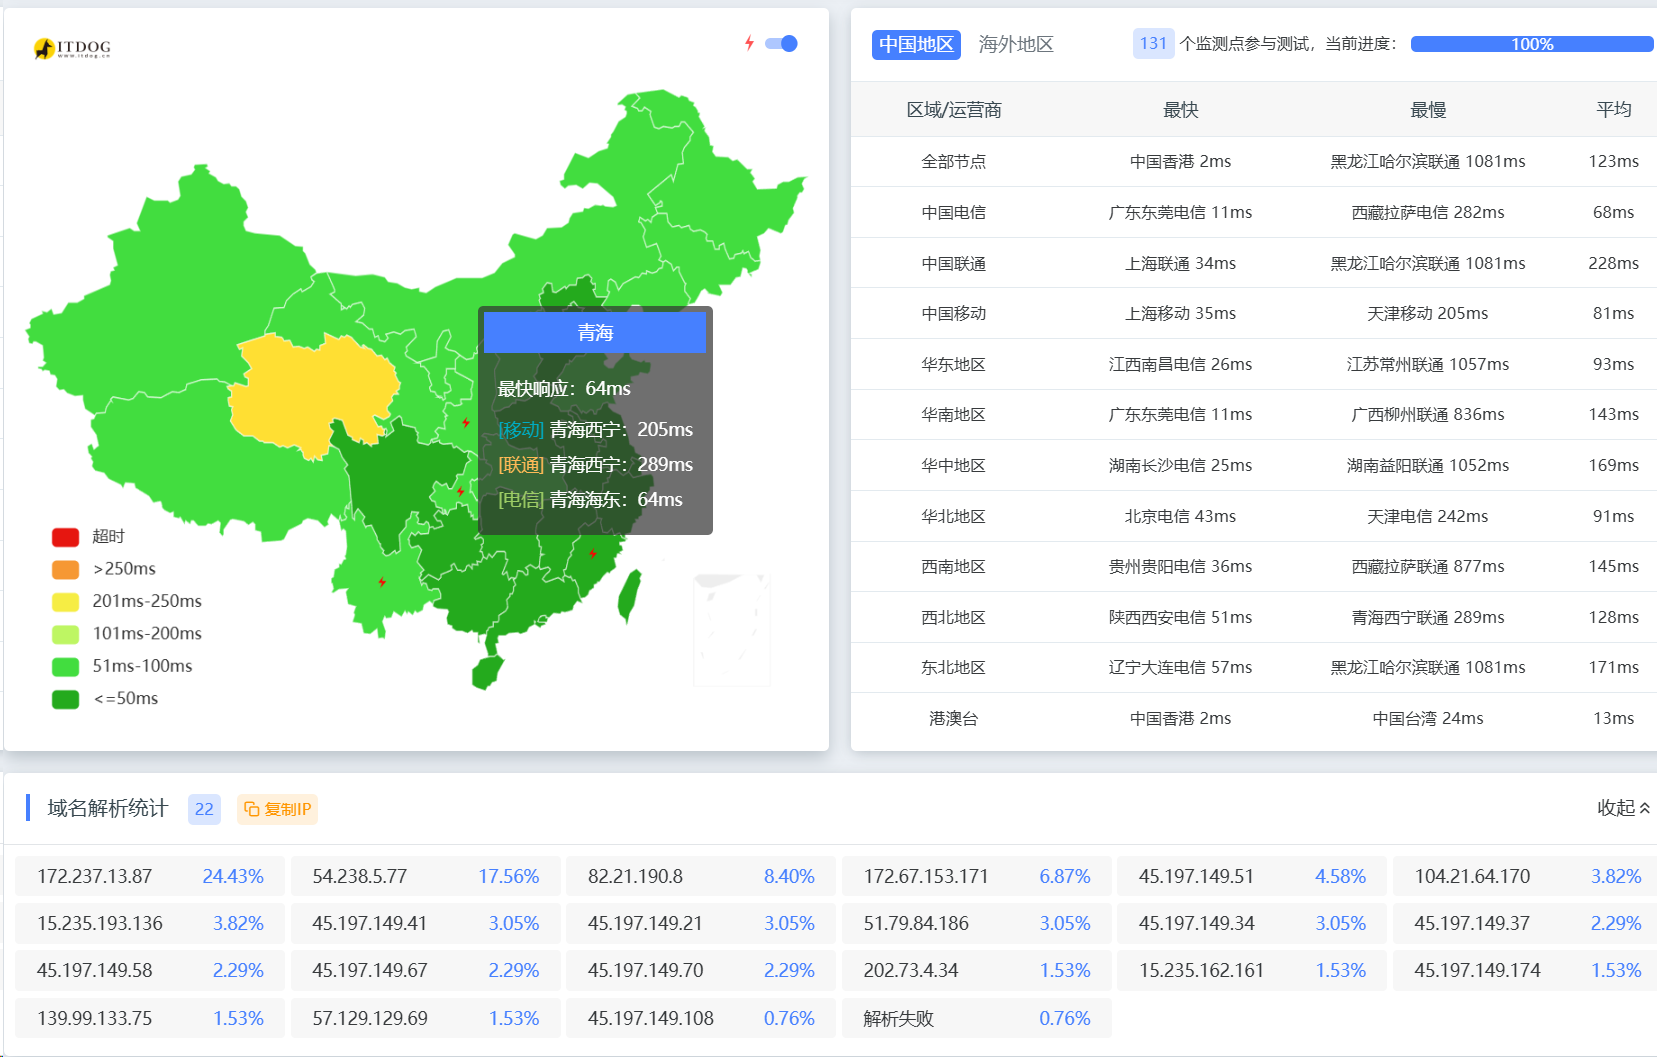 ITDOG
www.itdog.cn
青海
最快响应：64ms
[移动] 青海西宁：205ms
[联通] 青海西宁：289ms
[电信] 青海海东：64ms
超时
>250ms
201ms-250ms
101ms-200ms
51ms-100ms
<=50ms
中国地区 海外地区 131 个监测点参与测试，当前进度： 100%
区域/运营商 最快 最慢 平均
全部节点 中国香港 2ms 黑龙江哈尔滨联通 1081ms 123ms
中国电信 广东东莞电信 11ms 西藏拉萨电信 282ms 68ms
中国联通 上海联通 34ms 黑龙江哈尔滨联通 1081ms 228ms
中国移动 上海移动 35ms 天津移动 205ms 81ms
华东地区 江西南昌电信 26ms 江苏常州联通 1057ms 93ms
华南地区 广东东莞电信 11ms 广西柳州联通 836ms 143ms
华中地区 湖南长沙电信 25ms 湖南益阳联通 1052ms 169ms
华北地区 北京电信 43ms 天津电信 242ms 91ms
西南地区 贵州贵阳电信 36ms 西藏拉萨联通 877ms 145ms
西北地区 陕西西安电信 51ms 青海西宁联通 289ms 128ms
东北地区 辽宁大连电信 57ms 黑龙江哈尔滨联通 1081ms 171ms
港澳台 中国香港 2ms 中国台湾 24ms 13ms
域名解析统计 22 复制IP 收起
172.237.13.87 24.43% 54.238.5.77 17.56% 82.21.190.8 8.40% 172.67.153.171 6.87% 45.197.149.51 4.58% 104.21.64.170 3.82%
15.235.193.136 3.82% 45.197.149.41 3.05% 45.197.149.21 3.05% 51.79.84.186 3.05% 45.197.149.34 3.05% 45.197.149.37 2.29%
45.197.149.58 2.29% 45.197.149.67 2.29% 45.197.149.70 2.29% 202.73.4.34 1.53% 15.235.162.161 1.53% 45.197.149.174 1.53%
139.99.133.75 1.53% 57.129.129.69 1.53% 45.197.149.108 0.76% 解析失败 0.76%